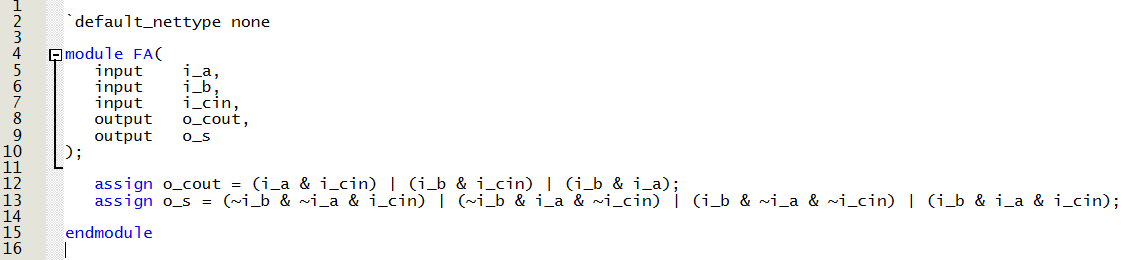 1
2 `default_nettype none
3
4 module FA(
5 input i_a,
6 input i_b,
7 input i_cin,
8 output o_cout,
9 output o_s
10 );
11
12 assign o_cout = (i_a & i_cin) | (i_b & i_cin) | (i_b & i_a);
13 assign o_s = (~i_b & ~i_a & i_cin) | (~i_b & i_a & ~i_cin) | (i_b & ~i_a & ~i_cin) | (i_b & i_a & i_cin);
14
15 endmodule
16